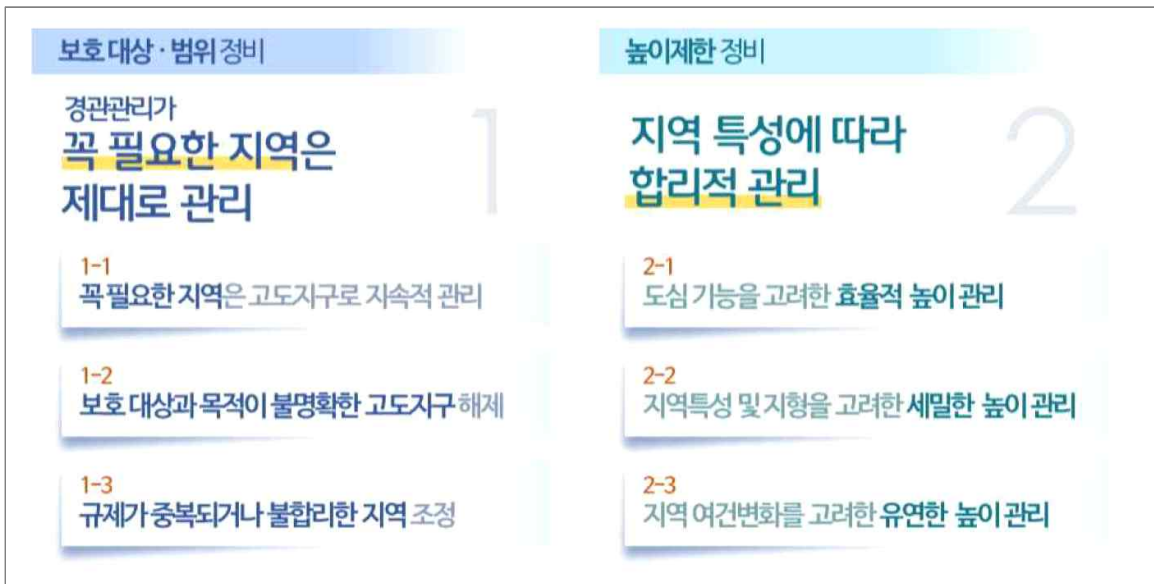 보호 대상 · 범위 정비
경관관리가
꼭 필요한 지역은
제대로 관리
1
1-1
꼭 필요한 지역은 고도지구로 지속적 관리
1-2
보호 대상과 목적이 불명확한 고도지구 해제
1-3
규제가 중복되거나 불합리한 지역 조정
높이제한 정비
지역 특성에 따라
합리적 관리
2
2-1
도심 기능을 고려한 효율적 높이 관리
2-2
지역특성 및 지형을 고려한 세밀한 높이 관리
2-3
지역 여건변화를 고려한 유연한 높이 관리